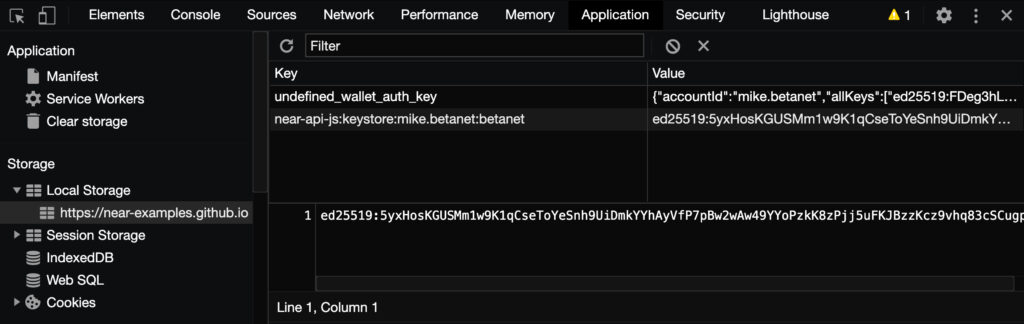 Elements Console Sources Network Performance Memory Application Security Lighthouse 1
Application
Manifest
Service Workers
Clear storage
Storage
Local Storage
https://near-examples.github.io
Session Storage
IndexedDB
Web SQL
Cookies
Filter
Key Value
undefined_wallet_auth_key {"accountId":"mike.betanet","allKeys":["ed25519:FDeg3hL…
near-api-js:keystore:mike.betanet:betanet ed25519:5yxHosKGUSMm1w9K1qCseToYeSnh9UiDmkY…
1 ed25519:5yxHosKGUSMm1w9K1qCseToYeSnh9UiDmkYYhAyVfP7pBw2wAw49YYoPzkK8zPjj5uFKJBzzKcz9vhq83cSCugp
Line 1, Column 1